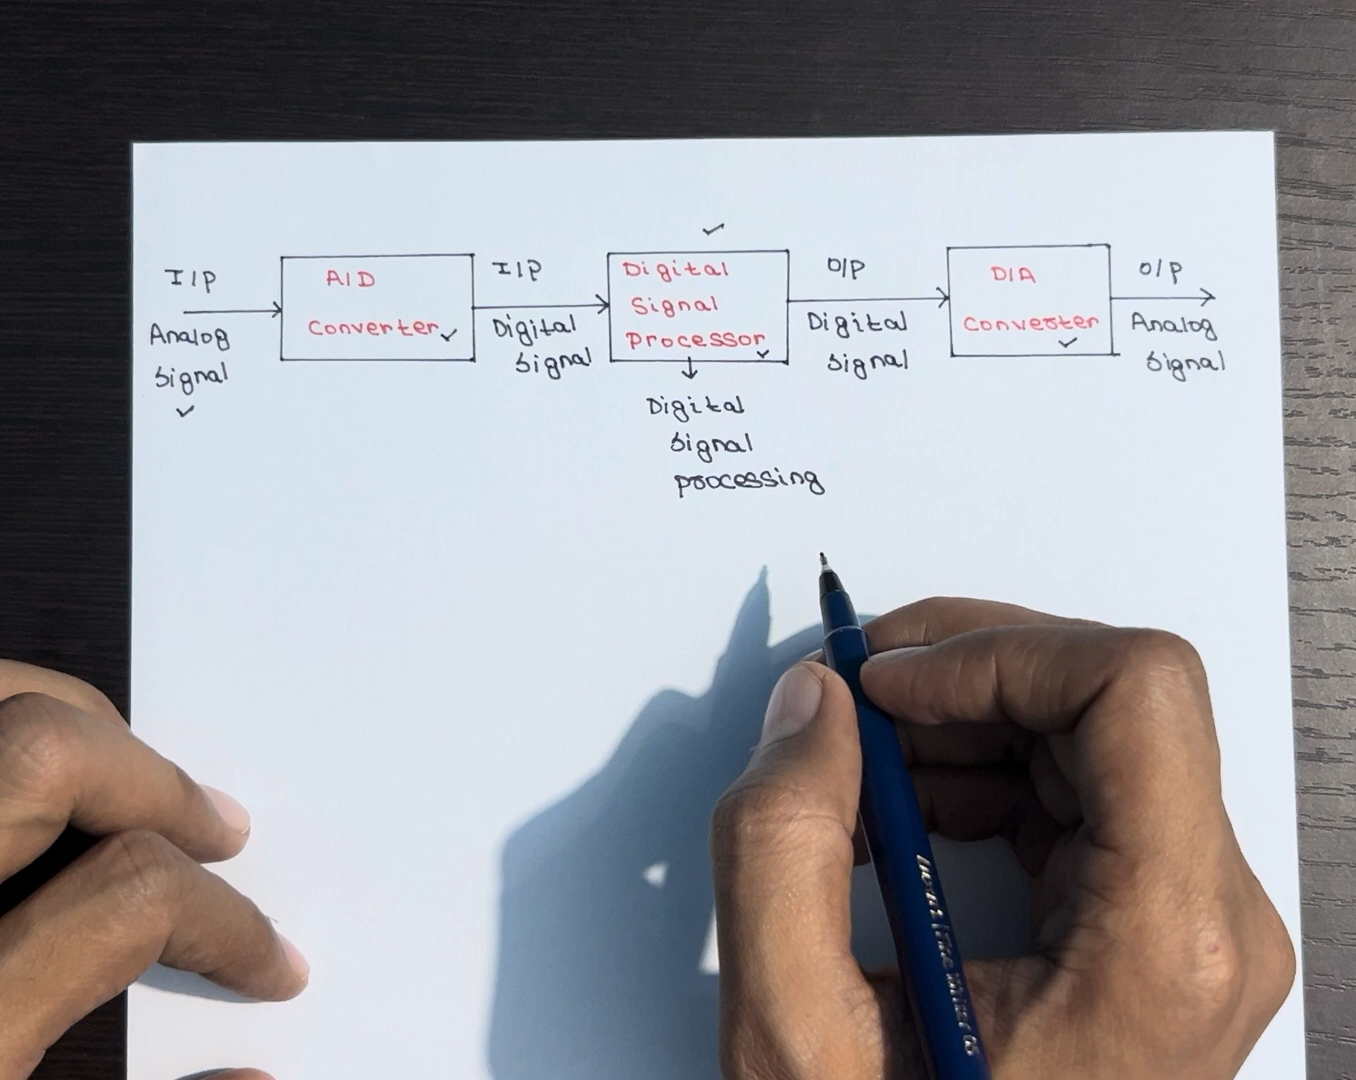 I/P
Analog
Signal
A/D
Converter
I/P
Digital
Signal
Digital
Signal
Processor
Digital
Signal
processing
O/P
Digital
Signal
D/A
Converter
O/P
Analog
Signal